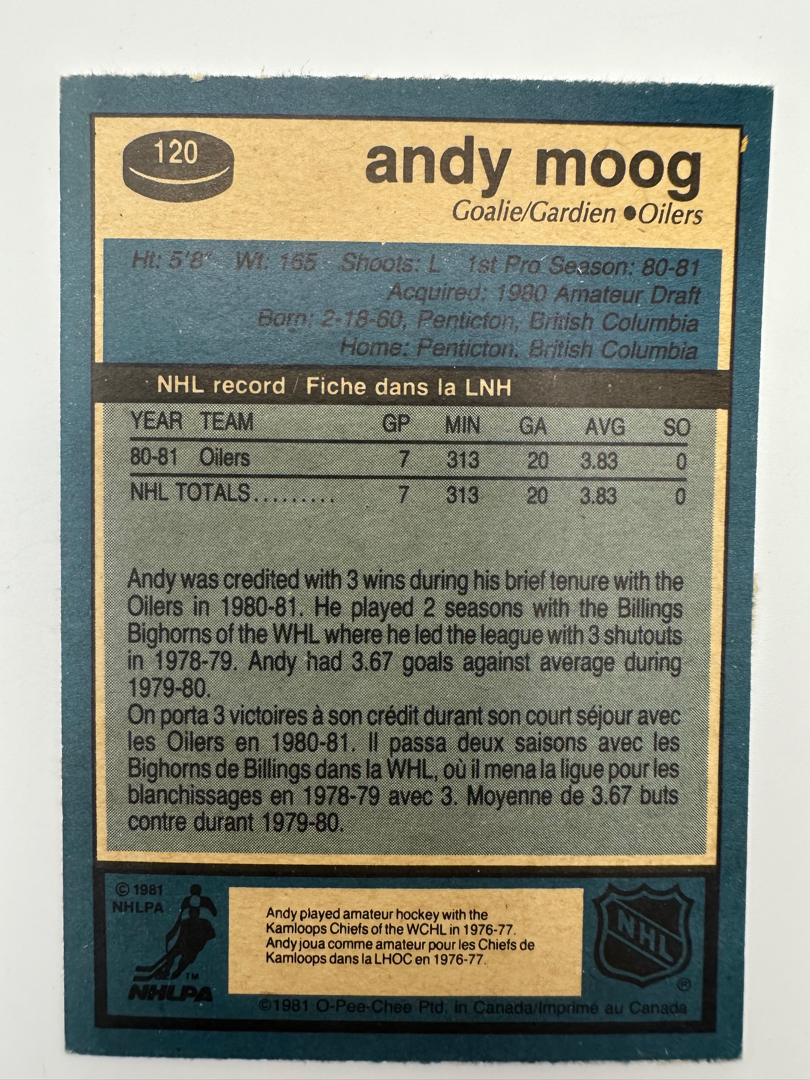 120
andy moog
Goalie/Gardien ●Oilers
Ht: 5'8" Wt: 165 Shoots: L 1st Pro Season: 80-81
Acquired: 1980 Amateur Draft
Born: 2-18-60, Penticton, British Columbia
Home: Penticton, British Columbia
NHL record / Fiche dans la LNH
YEAR TEAM GP MIN GA AVG SO
80-81 Oilers 7 313 20 3.83 0
NHL TOTALS......... 7 313 20 3.83 0
Andy was credited with 3 wins during his brief tenure with the
Oilers in 1980-81. He played 2 seasons with the Billings
Bighorns of the WHL where he led the league with 3 shutouts
in 1978-79. Andy had 3.67 goals against average during
1979-80.
On porta 3 victoires à son crédit durant son court séjour avec
les Oilers en 1980-81. Il passa deux saisons avec les
Bighorns de Billings dans la WHL, où il mena la ligue pour les
blanchissages en 1978-79 avec 3. Moyenne de 3.67 buts
contre durant 1979-80.
© 1981
NHLPA
TM
NHLPA
Andy played amateur hockey with the
Kamloops Chiefs of the WCHL in 1976-77.
Andy joua comme amateur pour les Chiefs de
Kamloops dans la LHOC en 1976-77.
NHL
®
©1981 O-Pee-Chee Ptd. in Canada/Imprimé au Canada